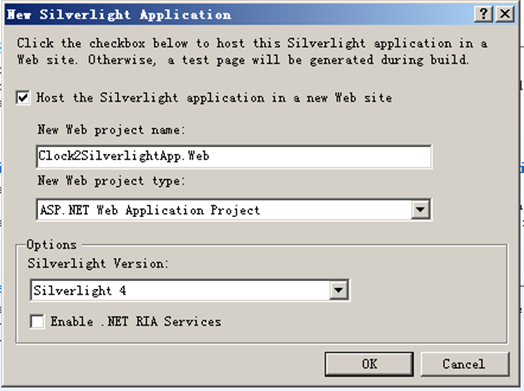 New Silverlight Application
Click the checkbox below to host this Silverlight application in a
Web site. Otherwise, a test page will be generated during build.
Host the Silverlight application in a new Web site
New Web project name:
Clock2SilverlightApp.Web
New Web project type:
ASP.NET Web Application Project
Options
Silverlight Version:
Silverlight 4
Enable .NET RIA Services
OK
Cancel